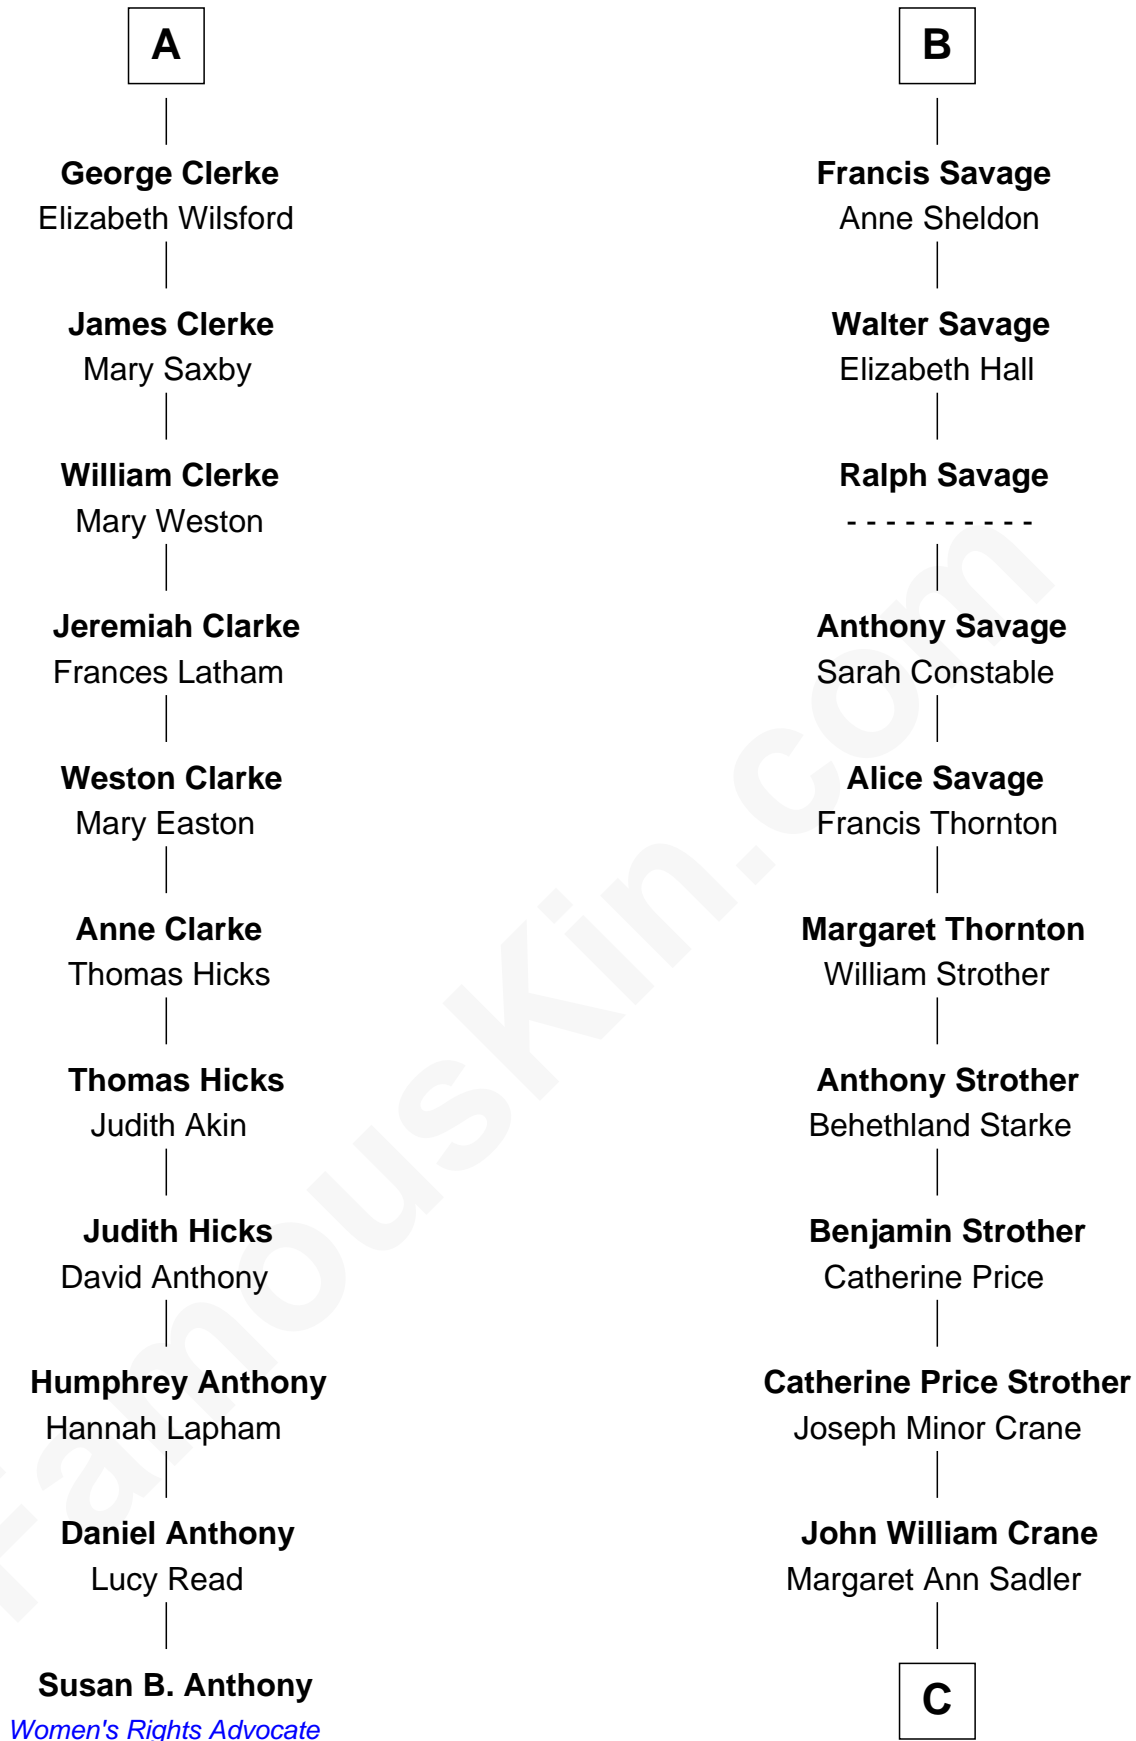 A
George Clerke
Elizabeth Wilsford
James Clerke
Mary Saxby
William Clerke
Mary Weston
Jeremiah Clarke
Frances Latham
Weston Clarke
Mary Easton
Anne Clarke
Thomas Hicks
Thomas Hicks
Judith Akin
Judith Hicks
David Anthony
Humphrey Anthony
Hannah Lapham
Daniel Anthony
Lucy Read
Susan B. Anthony
Women's Rights Advocate
B
Francis Savage
Anne Sheldon
Walter Savage
Elizabeth Hall
Ralph Savage
- - - - - - - - - -
Anthony Savage
Sarah Constable
Alice Savage
Francis Thornton
Margaret Thornton
William Strother
Anthony Strother
Behethland Starke
Benjamin Strother
Catherine Price
Catherine Price Strother
Joseph Minor Crane
John William Crane
Margaret Ann Sadler
C
FamousKin.com